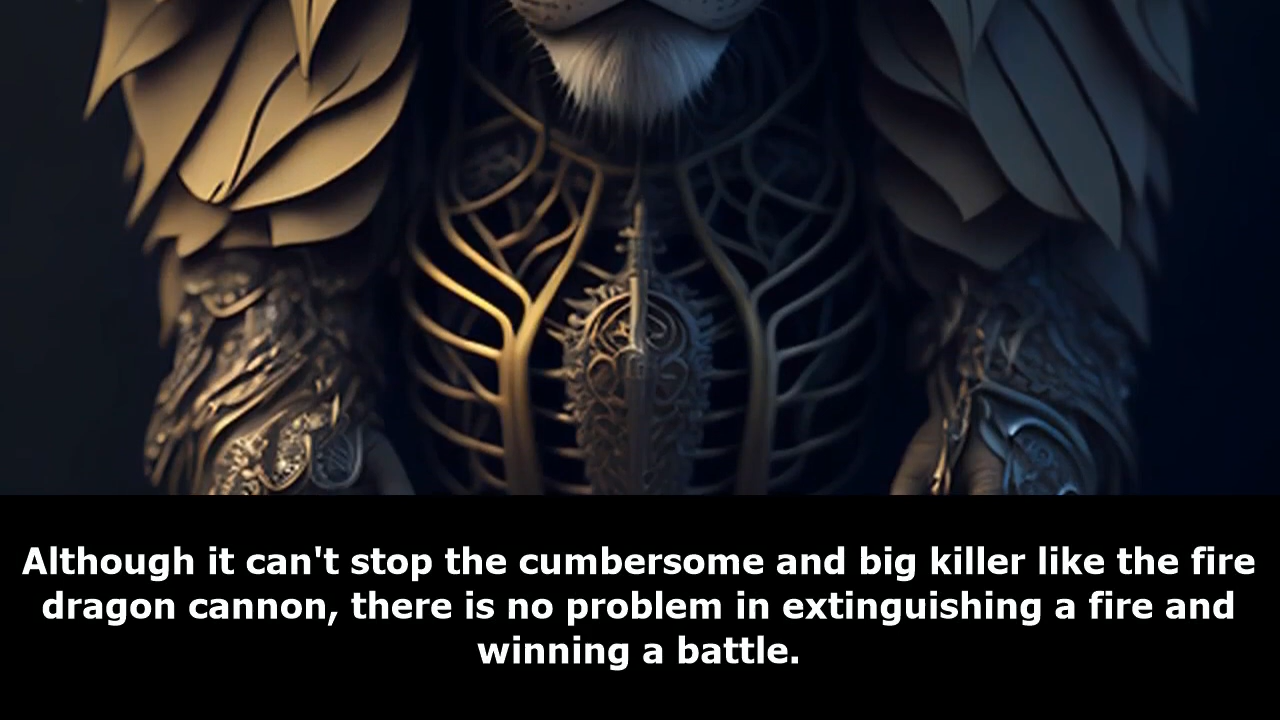 Although it can't stop the cumbersome and big killer like the fire
dragon cannon, there is no problem in extinguishing a fire and
winning a battle.